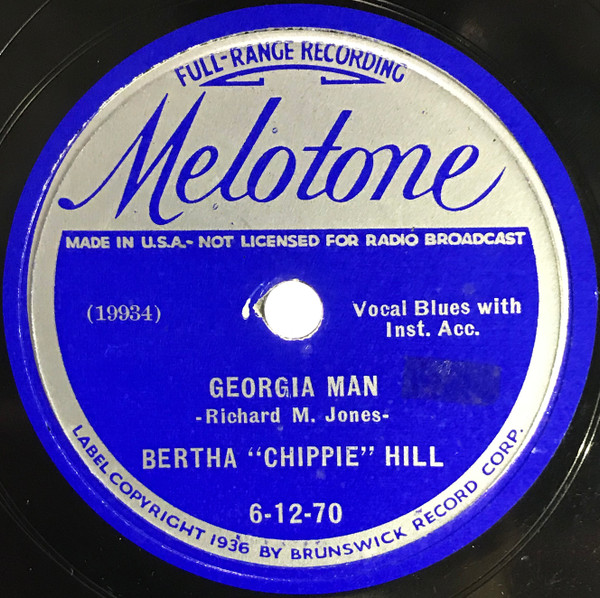 FULL-RANGE RECORDING
Melotone
MADE IN U.S.A.- NOT LICENSED FOR RADIO BROADCAST
(19934)
Vocal Blues with
Inst. Acc.
GEORGIA MAN
-Richard M. Jones-
BERTHA "CHIPPIE" HILL
6-12-70
LABEL COPYRIGHT 1936 BY BRUNSWICK RECORD CORP.